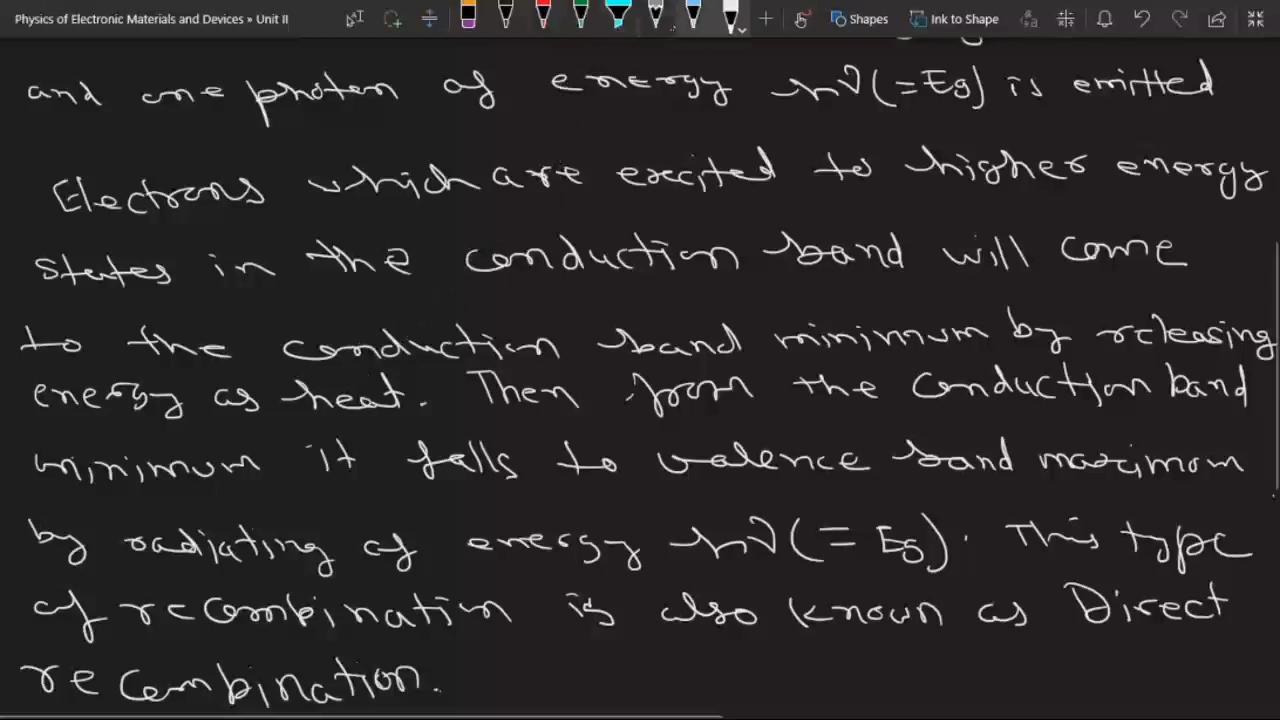 Physics of Electronic Materials and Devices » Unit II
Shapes
Ink to Shape
and one photon of energy hν(=Eg) is emitted
Electrons which are excited to higher energy
states in the conduction band will come
to the conduction band minimum by releasing
energy as heat. Then from the conduction band
minimum it falls to valence band maximum
by radiating of energy hν(= Eg). This type
of recombination is also known as Direct
recombination.